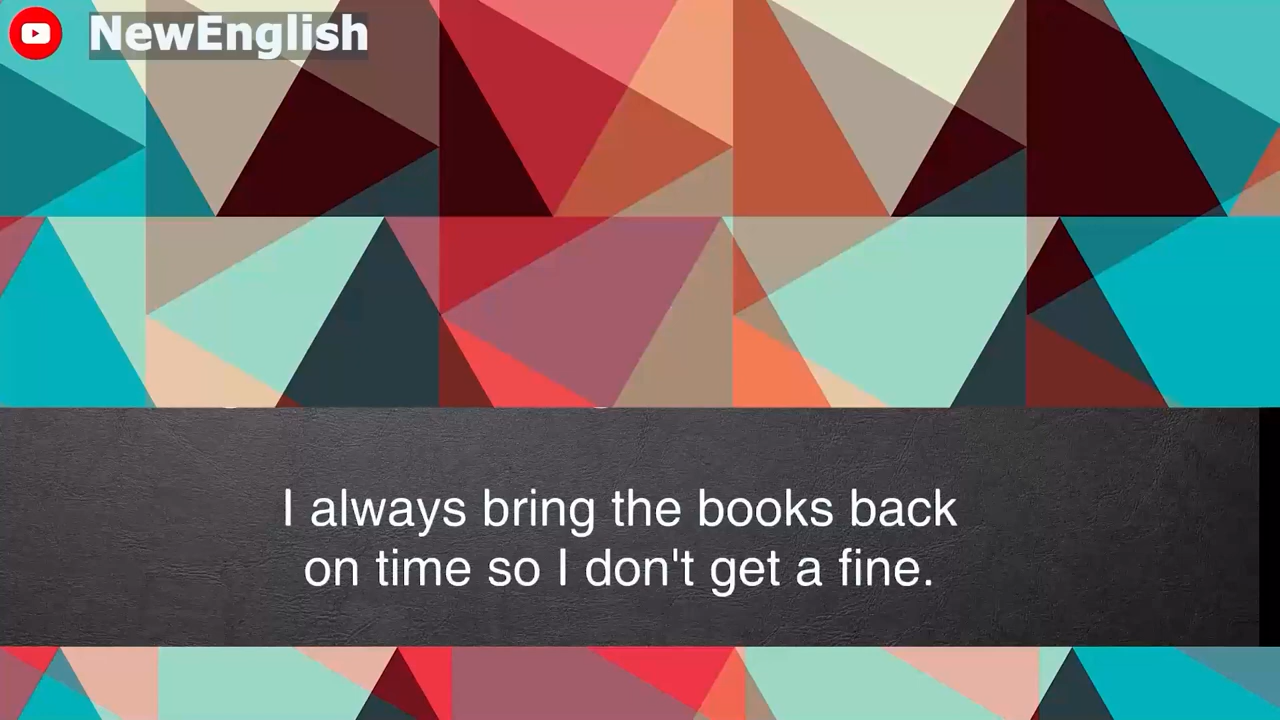 NewEnglish
I always bring the books back
on time so I don't get a fine.